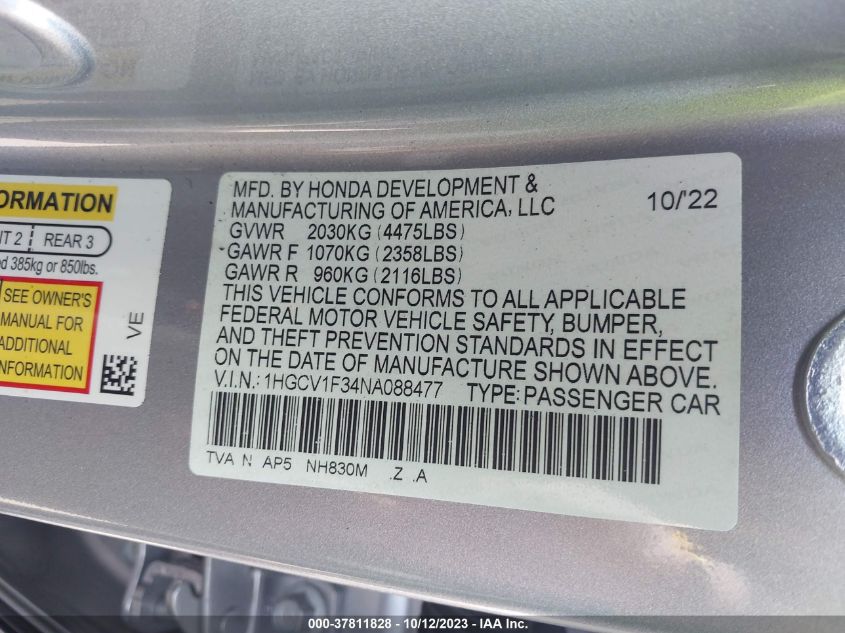 ORMATION
IT 2 REAR 3
d 385kg or 850lbs.
SEE OWNER'S
MANUAL FOR
ADDITIONAL
INFORMATION
VE
MFD. BY HONDA DEVELOPMENT &
MANUFACTURING OF AMERICA, LLC 10/'22
GVWR 2030KG (4475LBS)
GAWR F 1070KG (2358LBS)
GAWR R 960KG (2116LBS)
THIS VEHICLE CONFORMS TO ALL APPLICABLE
FEDERAL MOTOR VEHICLE SAFETY, BUMPER,
AND THEFT PREVENTION STANDARDS IN EFFECT
ON THE DATE OF MANUFACTURE SHOWN ABOVE.
V.I.N.: 1HGCV1F34NA088477 TYPE: PASSENGER CAR
TVA N AP5 NH830M .Z .A
000-37811828 - 10/12/2023 - IAA Inc.